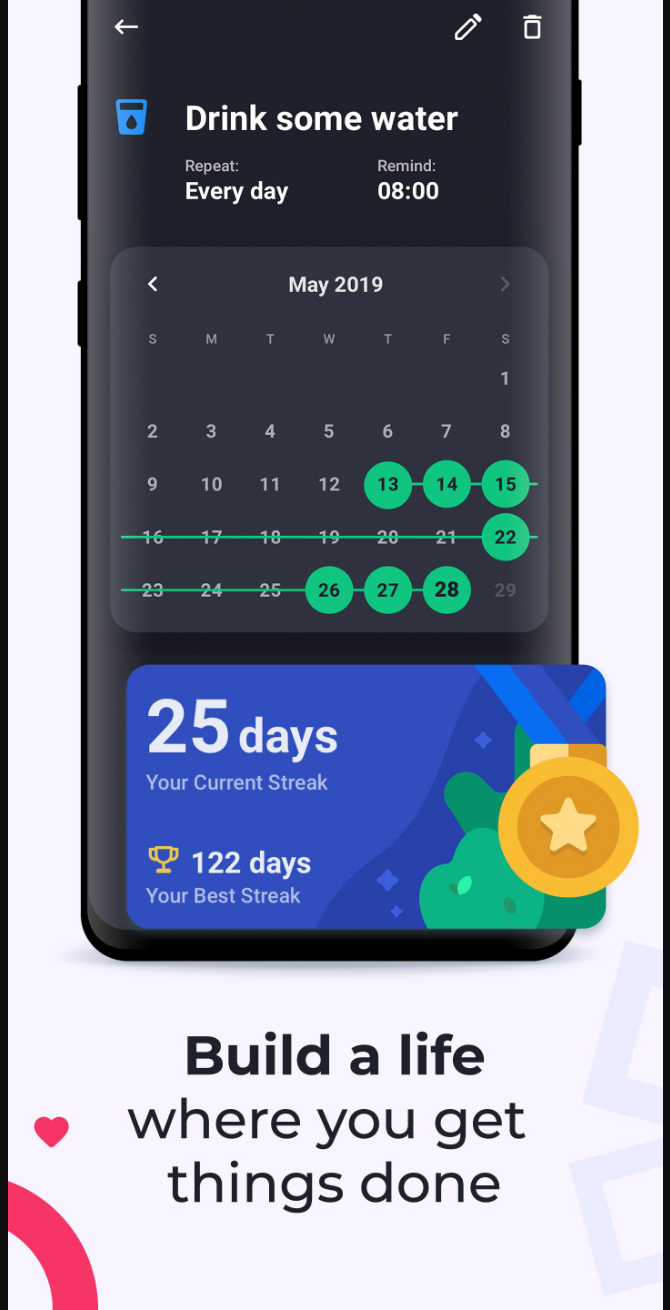 Drink some water
Repeat: Remind:
Every day 08:00
May 2019
S M T W T F S
1
2 3 4 5 6 7 8
9 10 11 12 13 14 15
16 17 18 19 20 21 22
23 24 25 26 27 28 29
25 days
Your Current Streak
122 days
Your Best Streak
Build a life
where you get
things done